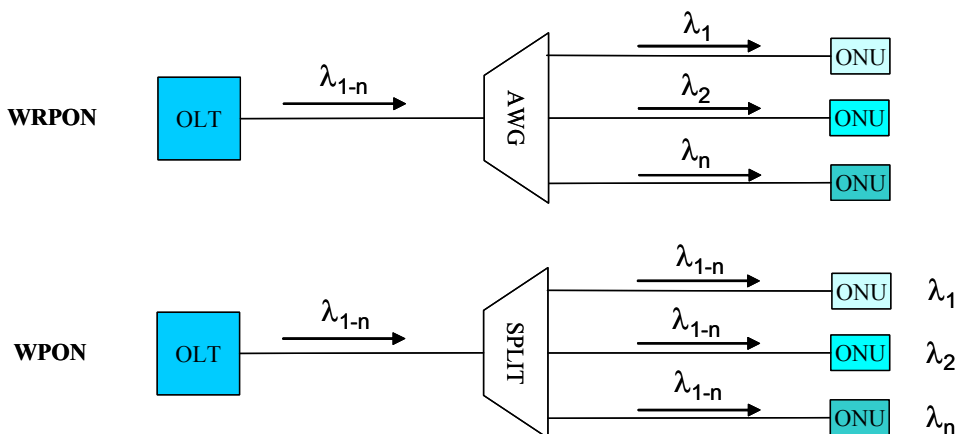 λ1
ONU
λ1-n
λ2
WRPON
OLT
AWG
ONU
λn
ONU
λ1-n
ONU
λ1
λ1-n
λ1-n
WPON
OLT
SPLIT
ONU
λ2
λ1-n
ONU
λn